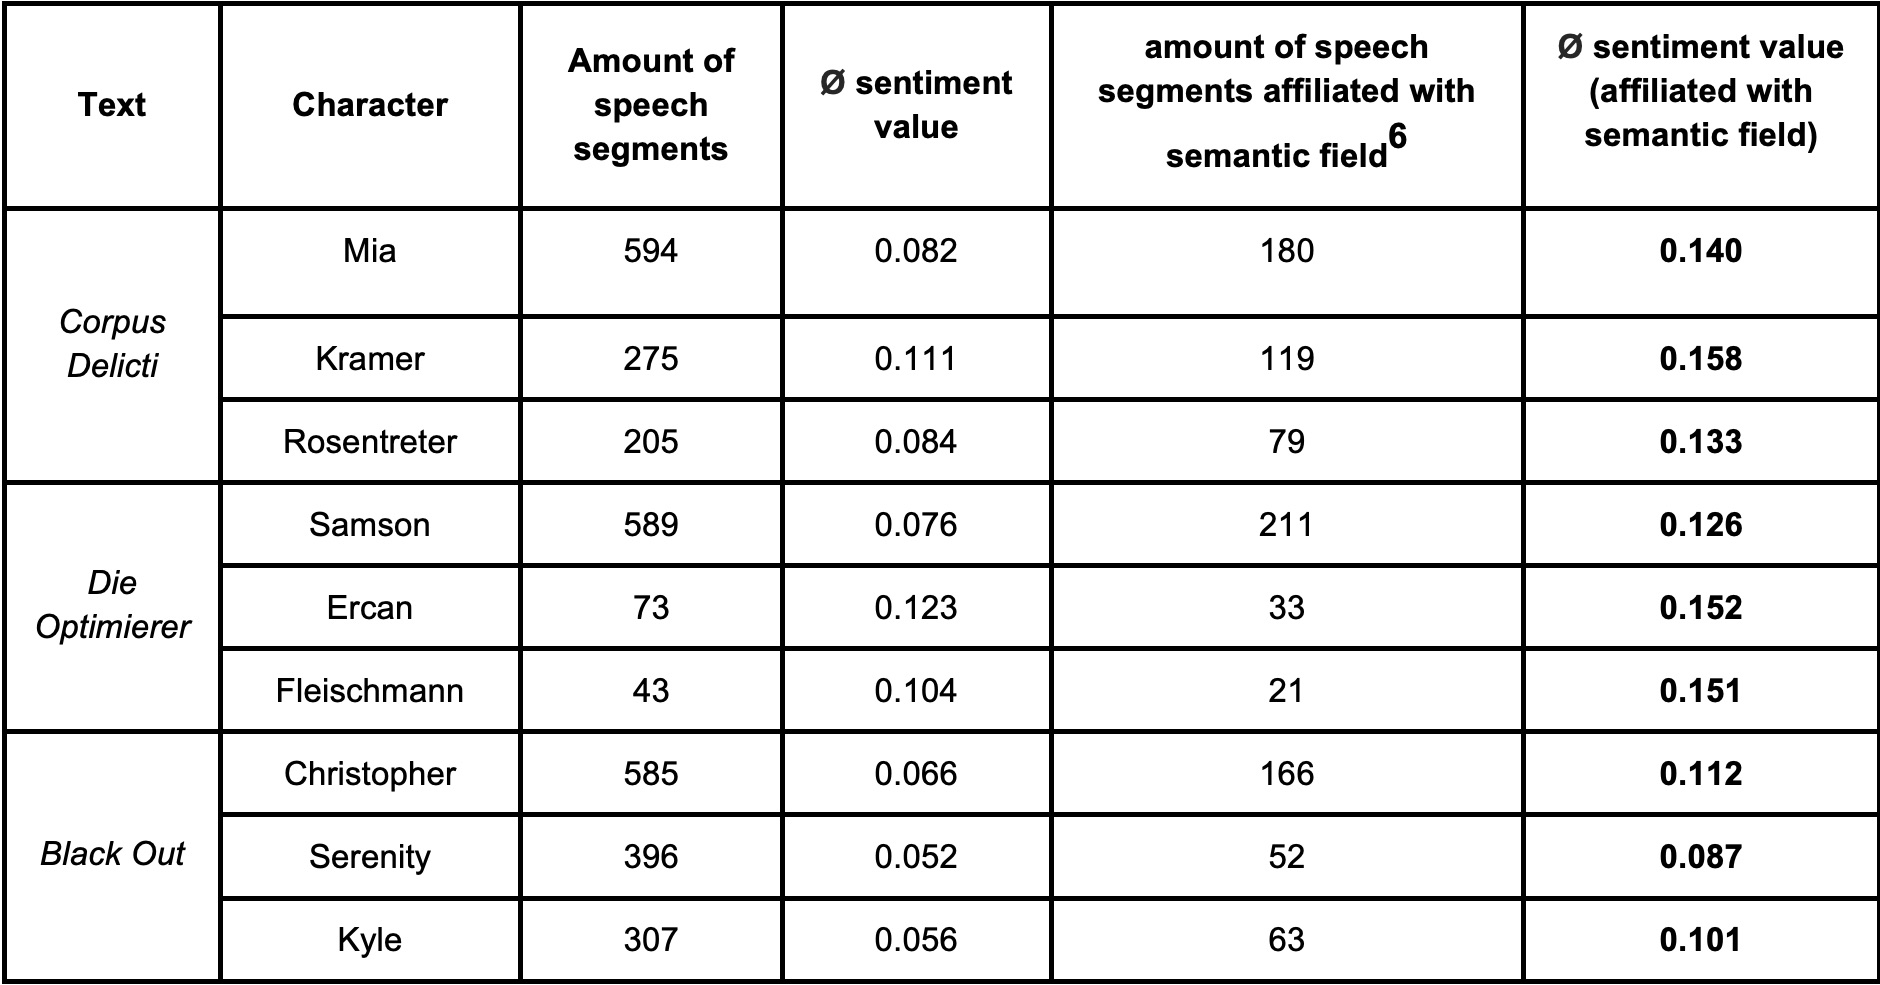 Text Character Amount of speech segments Ø sentiment value amount of speech segments affiliated with semantic field6 Ø sentiment value (affiliated with semantic field)
Corpus Delicti Mia 594 0.082 180 0.140
Kramer 275 0.111 119 0.158
Rosentreter 205 0.084 79 0.133
Die Optimierer Samson 589 0.076 211 0.126
Ercan 73 0.123 33 0.152
Fleischmann 43 0.104 21 0.151
Black Out Christopher 585 0.066 166 0.112
Serenity 396 0.052 52 0.087
Kyle 307 0.056 63 0.101